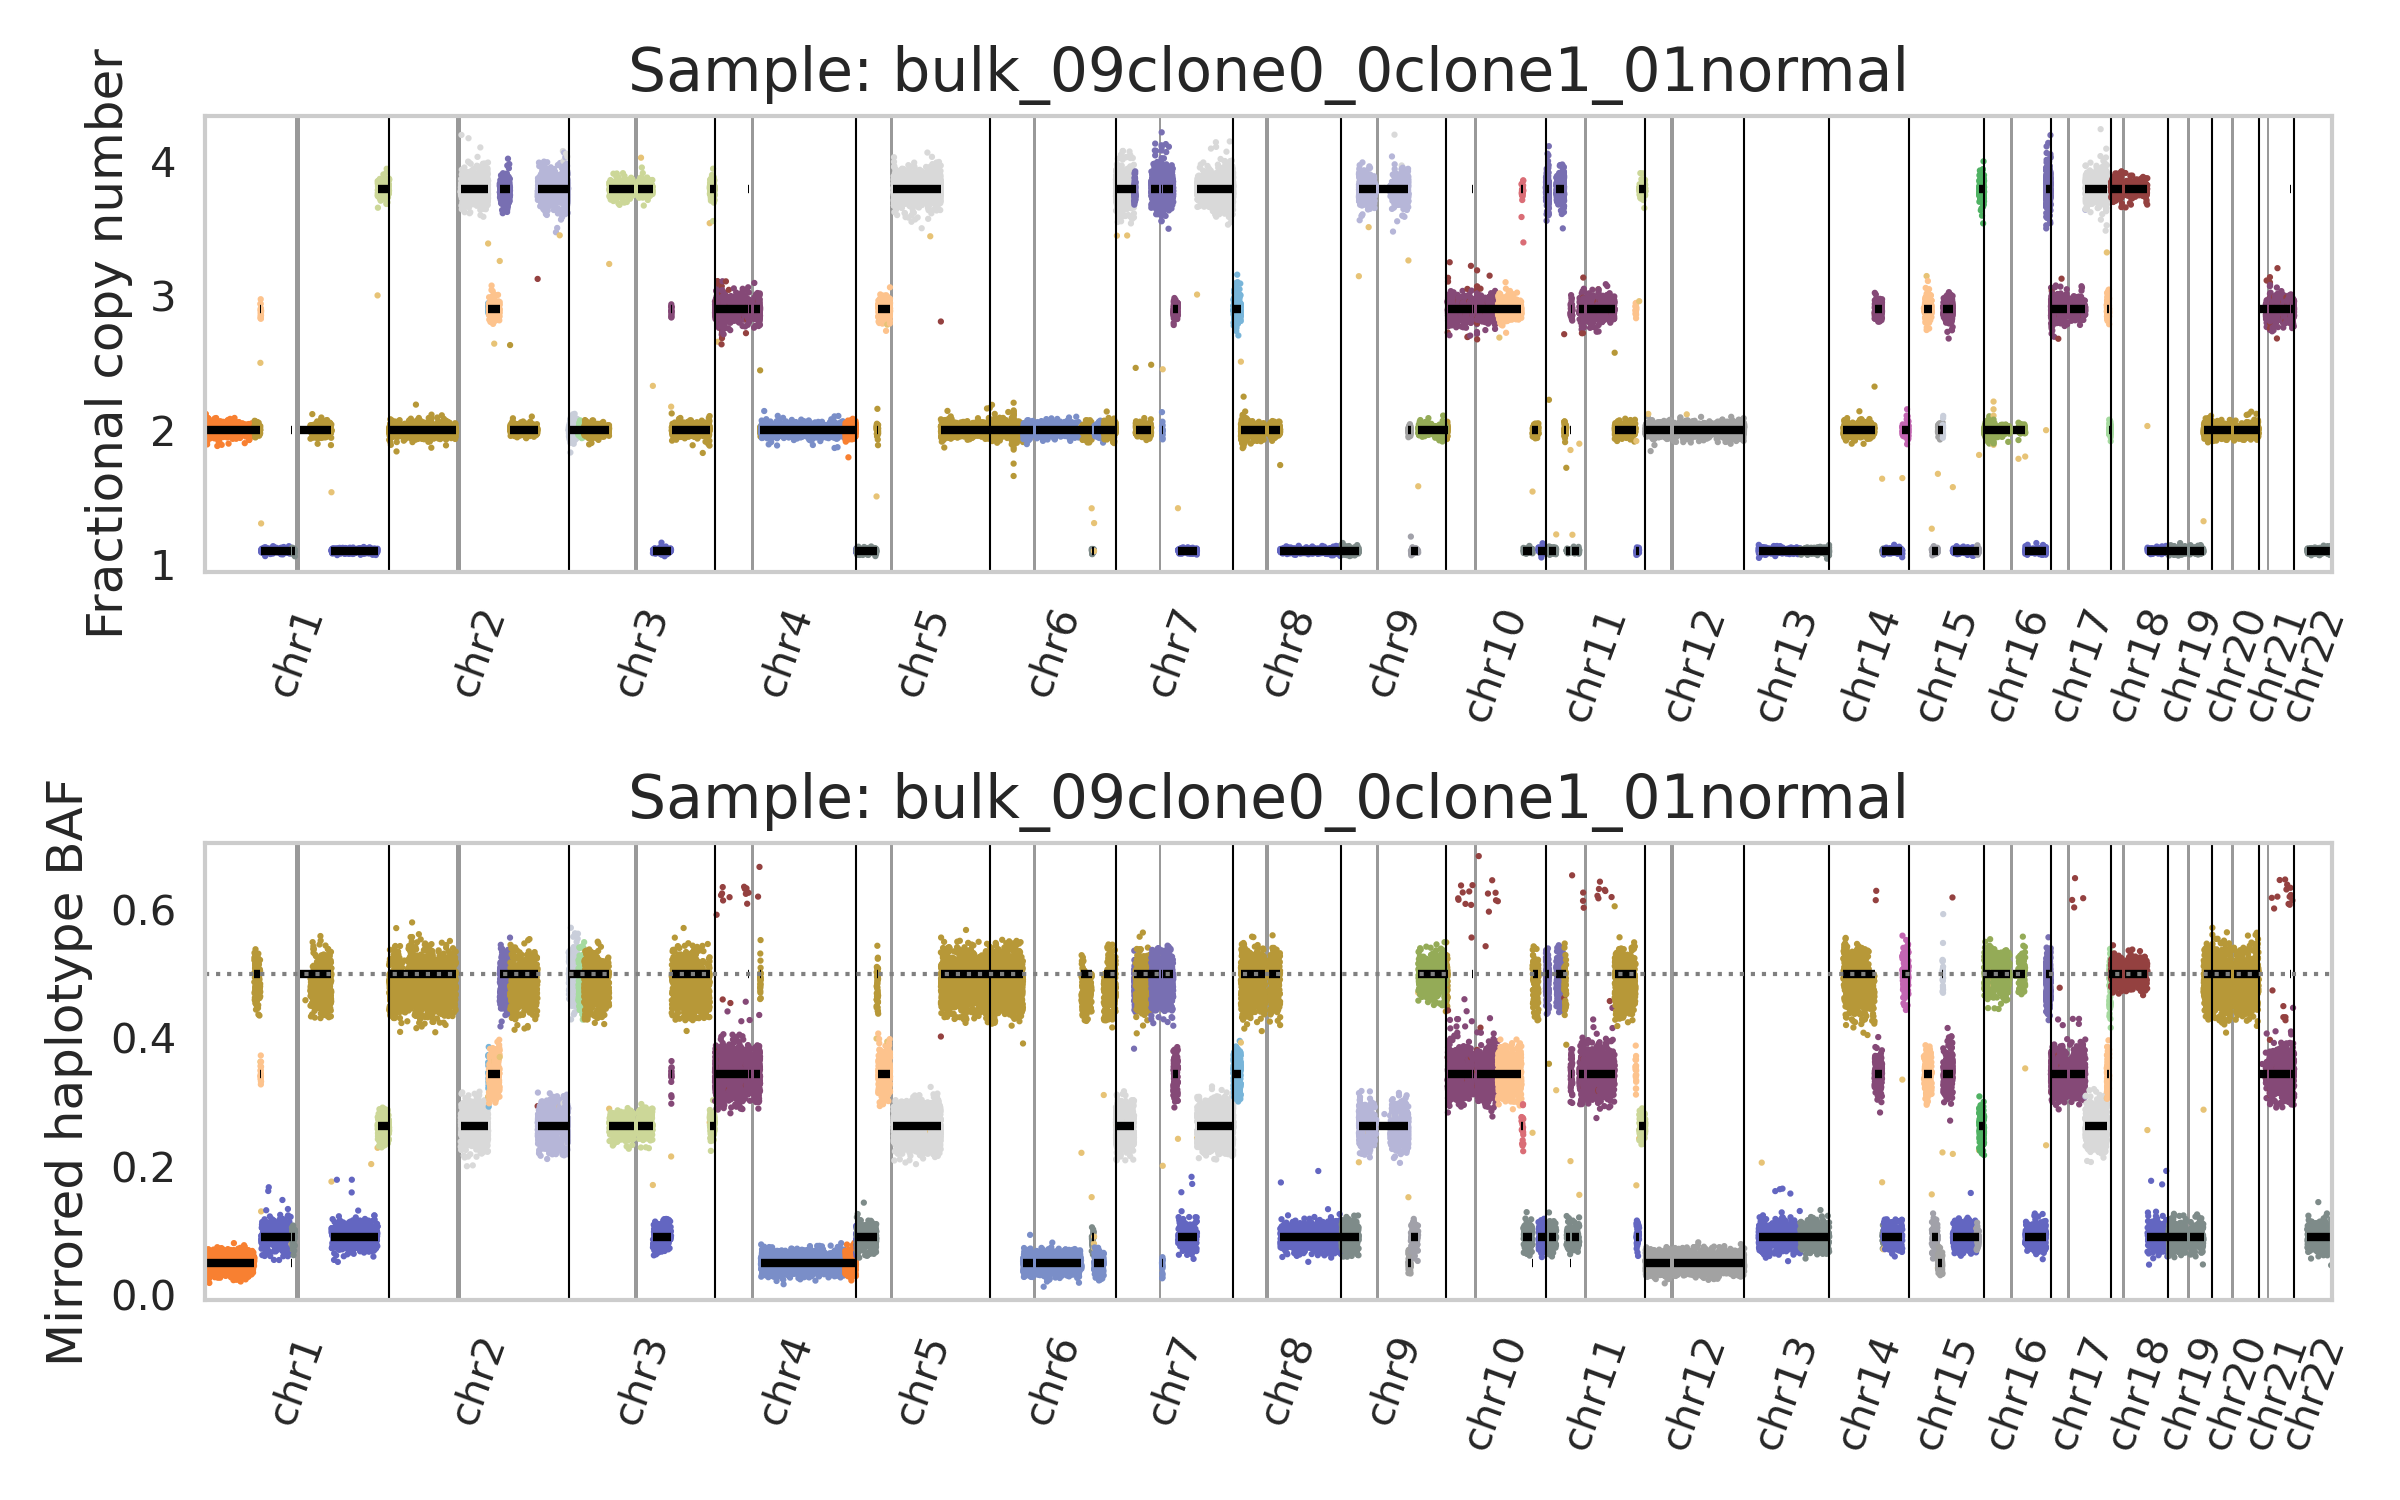 Sample: bulk_09clone0_0clone1_01normal
Fractional copy number
4
3
2
1
chr1
chr2
chr3
chr4
chr5
chr6
chr7
chr8
chr9
chr10
chr11
chr12
chr13
chr14
chr15
chr16
chr17
chr18
chr19
chr20
chr21
chr22
Sample: bulk_09clone0_0clone1_01normal
Mirrored haplotype BAF
0.6
0.4
0.2
0.0
chr1
chr2
chr3
chr4
chr5
chr6
chr7
chr8
chr9
chr10
chr11
chr12
chr13
chr14
chr15
chr16
chr17
chr18
chr19
chr20
chr21
chr22